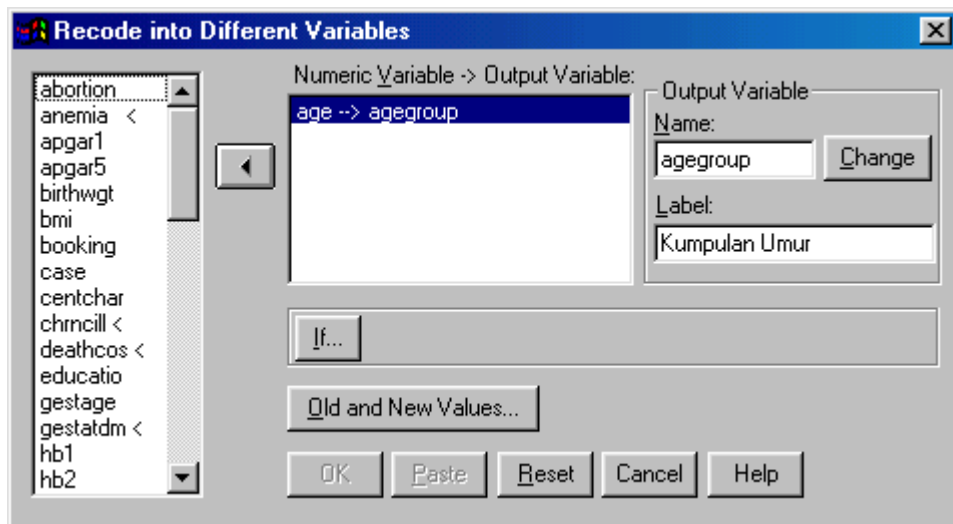 Recode into Different Variables
abortion
anemia <
apgar1
apgar5
birthwgt
bmi
booking
case
centchar
chrncill <
deathcos <
educatio
gestage
gestatdm <
hb1
hb2
Numeric Variable -> Output Variable:
age --> agegroup
Output Variable
Name:
agegroup
Change
Label:
Kumpulan Umur
If...
Old and New Values...
OK
Paste
Reset
Cancel
Help